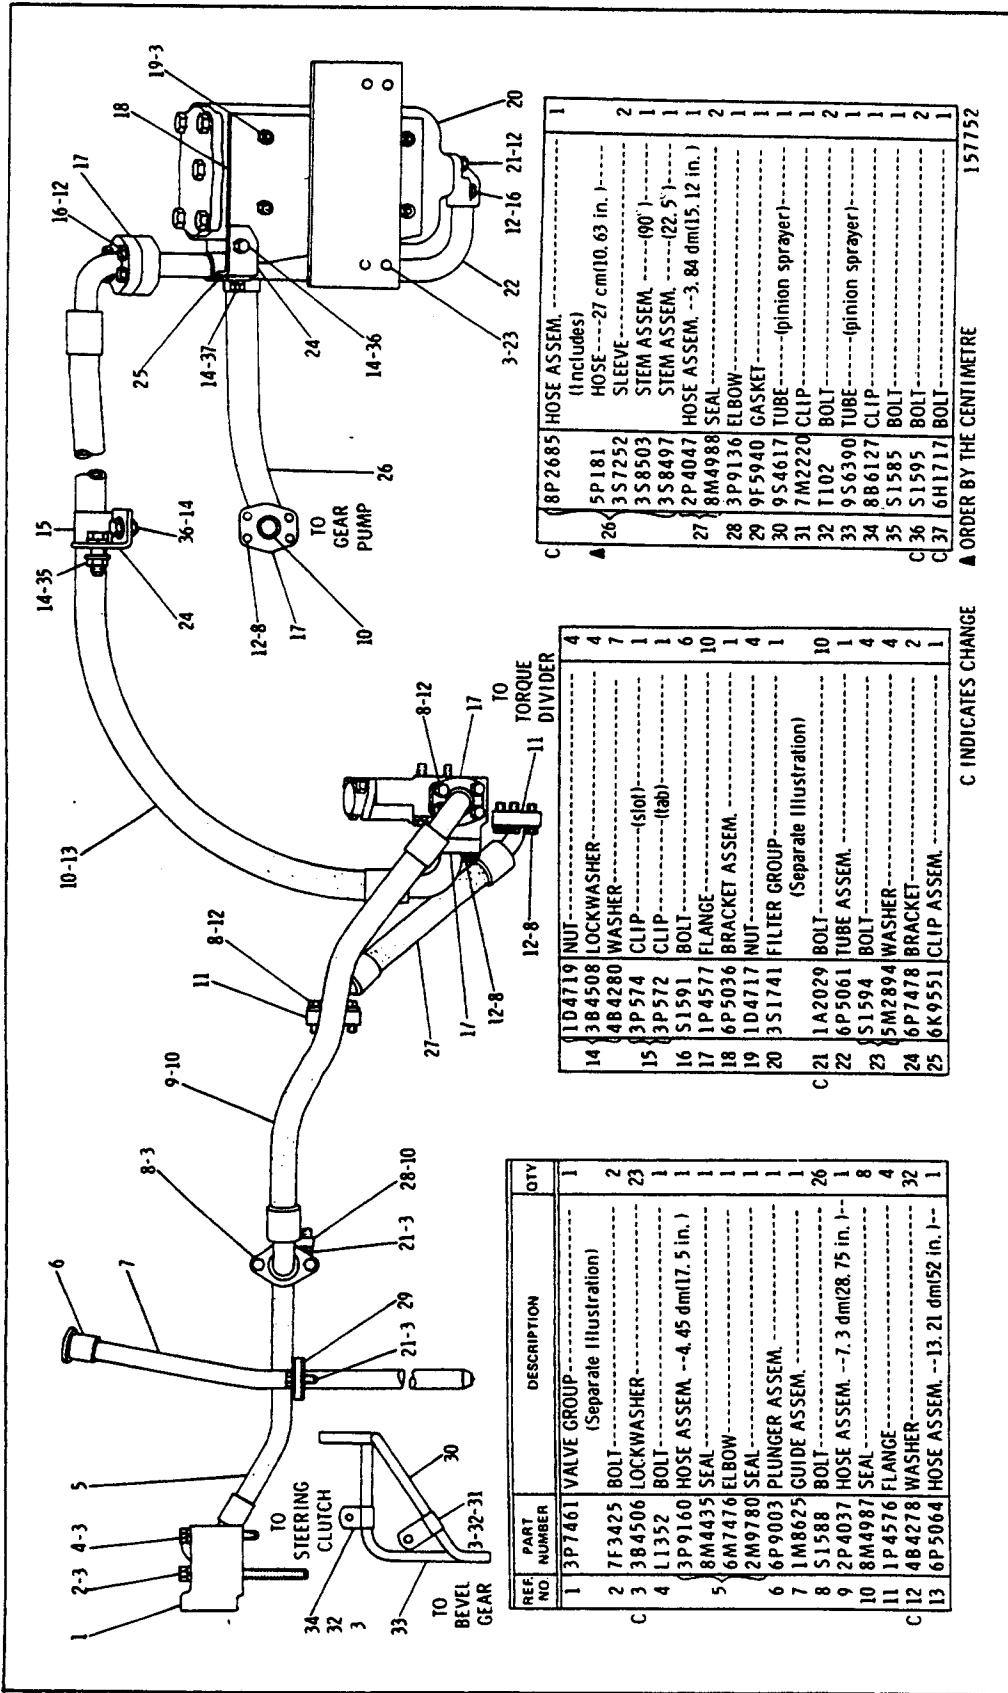 1
2-3
4-3
5
6
7
8-3
9-10
11
8-12
10-13
14-35
15
24
36-14
25
14-37
16-12
17
18
19-3
TO
STEERING
CLUTCH
34
32
3
33
TO
BEVEL
GEAR
3-32-31
30
29
21-3
21-3
28-10
27
17
12-8
8-12
17
TO
TORQUE
DIVIDER
11
12-8
12-8
17
10
TO
GEAR
PUMP
26
24
14-36
3-23
22
12-16
21-12
20
REF. NO. PART NUMBER DESCRIPTION QTY
1 3P7461 VALVE GROUP 1
(Separate Illustration)
2 7F3425 BOLT 2
C 3 3B4506 LOCKWASHER 23
4 L1352 BOLT 1
5 3P9160 HOSE ASSEM. --4.45 dm(17.5 in.) 1
8M4435 SEAL 1
6M7476 ELBOW 1
2M9780 SEAL 1
6 6P9003 PLUNGER ASSEM. 1
7 1M8625 GUIDE ASSEM. 1
8 S1588 BOLT 26
9 2P4037 HOSE ASSEM. --7.3 dm(28.75 in.)-- 1
10 8M4987 SEAL 8
11 1P4576 FLANGE 4
C 12 4B4278 WASHER 32
13 6P5064 HOSE ASSEM. --13.21 dm(52 in.)-- 1
14 1D4719 NUT 4
3B4508 LOCKWASHER 4
4B4280 WASHER 7
15 3P574 CLIP (slot) 1
3P572 CLIP (tab) 1
16 S1591 BOLT 6
17 1P4577 FLANGE 10
18 6P5036 BRACKET ASSEM. 1
19 1D4717 NUT 4
20 3S1741 FILTER GROUP 1
(Separate Illustration)
C 21 1A2029 BOLT 10
22 6P5061 TUBE ASSEM. 1
23 S1594 BOLT 4
5M2894 WASHER 4
24 6P7478 BRACKET 2
25 6K9551 CLIP ASSEM. 1
C 8P2685 HOSE ASSEM. 1
(Includes)
▲ 26 5P181 HOSE---27 cm(10.63 in.)
3S7252 SLEEVE 2
3S8503 STEM ASSEM. ----(90°) 1
3S8497 STEM ASSEM. ----(22.5°) 1
27 2P4047 HOSE ASSEM. --3.84 dm(15.12 in.) 1
8M4988 SEAL 2
28 3P9136 ELBOW 1
29 9F5940 GASKET 1
30 9S4617 TUBE (pinion sprayer) 1
31 7M2220 CLIP 1
32 T102 BOLT 2
33 9S6390 TUBE (pinion sprayer) 1
34 8B6127 CLIP 1
35 S1585 BOLT 1
C 36 S1595 BOLT 2
C 37 6H1717 BOLT 1
C INDICATES CHANGE
▲ ORDER BY THE CENTIMETRE
157752